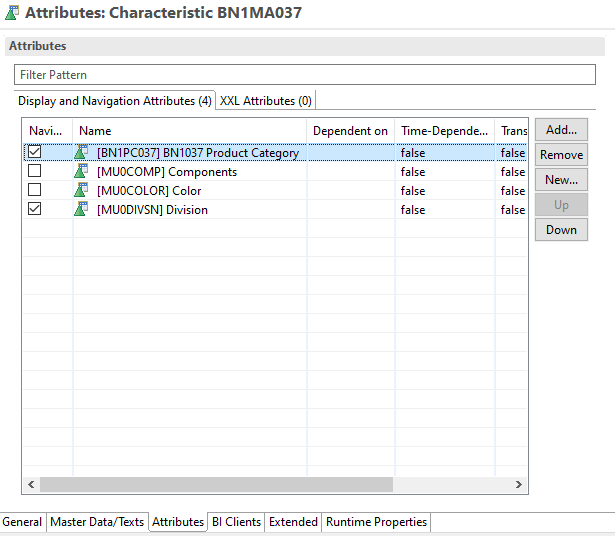 Attributes: Characteristic BN1MA037
Attributes
Filter Pattern
Display and Navigation Attributes (4) XXL Attributes (0)
Navi... Name Dependent on Time-Depende... Trans
[BN1PC037] BN1037 Product Category false false
[MU0COMP] Components false false
[MU0COLOR] Color false false
[MU0DIVSN] Division false false
Add...
Remove
New...
Up
Down
General Master Data/Texts Attributes BI Clients Extended Runtime Properties